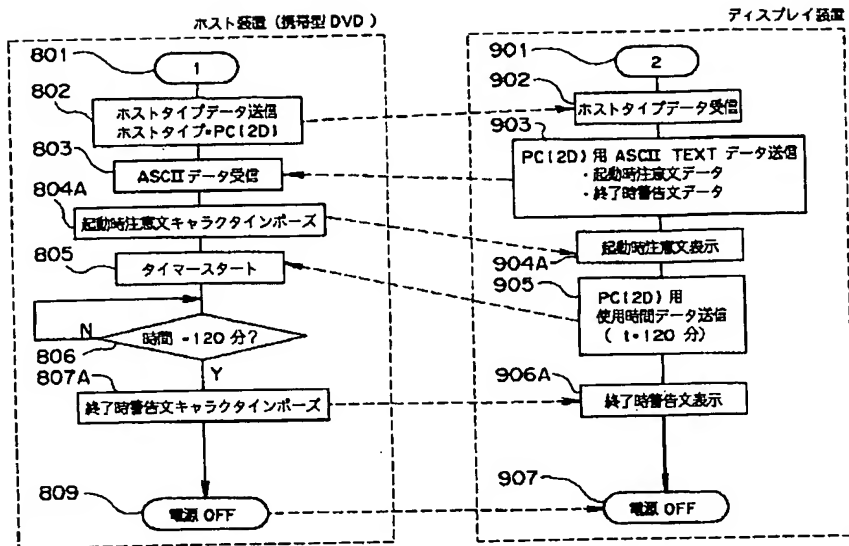 ホスト装置 (携帯型 DVD )
801
1
802
ホストタイプデータ送信
ホストタイプ=PC(2D)
803
ASCIIデータ受信
804A
起動時注意文キャラクタインポーズ
805
タイマースタート
N
時間 =120 分?
806
Y
807A
終了時警告文キャラクタインポーズ
809
電源 OFF
ディスプレイ装置
901
2
902
ホストタイプデータ受信
903
PC(2D)用 ASCII TEXT データ送信
・起動時注意文データ
・終了時警告文データ
起動時注意文表示
904A
905
PC(2D) 用
使用時間データ送信
( t=120 分)
906A
終了時警告文表示
907
電源 OFF